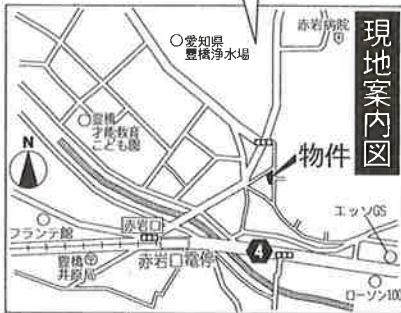 現地案内図
赤岩病院
愛知県
豊橋浄水場
豊橋
才能教育
こども園
N
物件
エッソGS
赤岩口
フランテ館
4
豊橋
井原局
赤岩口電停
ローソン100